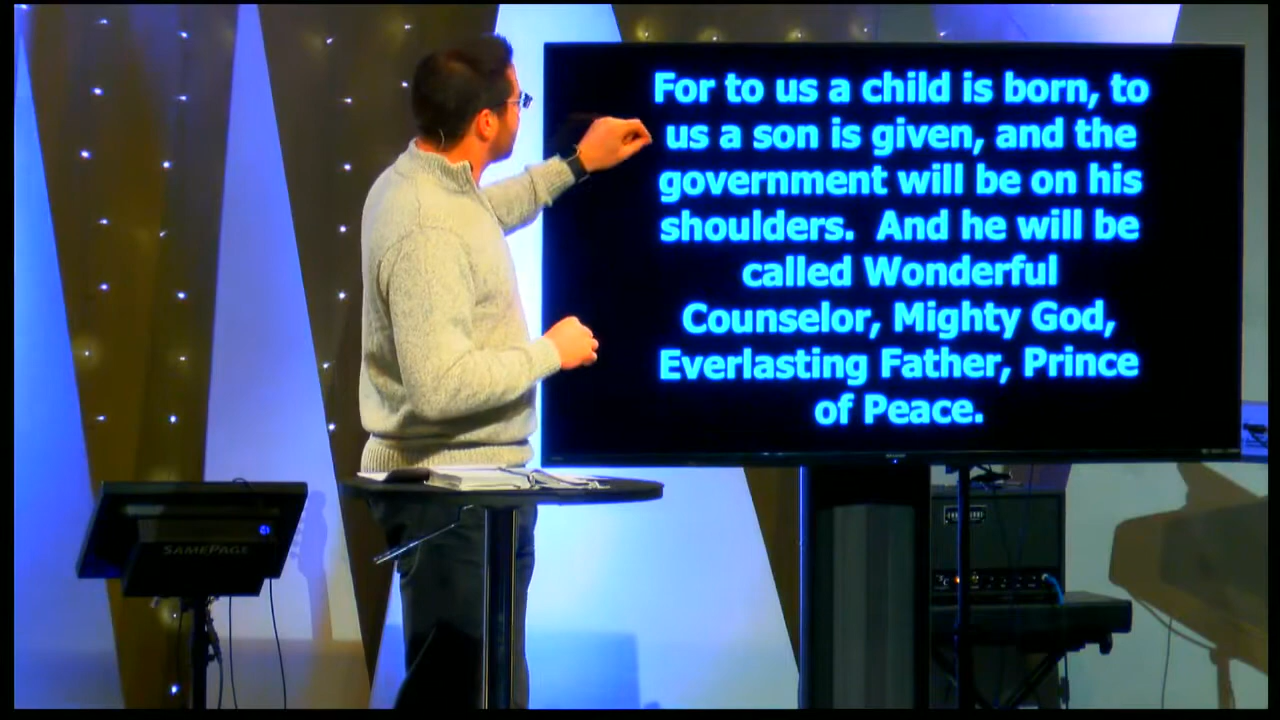 For to us a child is born, to
us a son is given, and the
government will be on his
shoulders.  And he will be
called Wonderful
Counselor, Mighty God,
Everlasting Father, Prince
of Peace.
SAMEPAGE